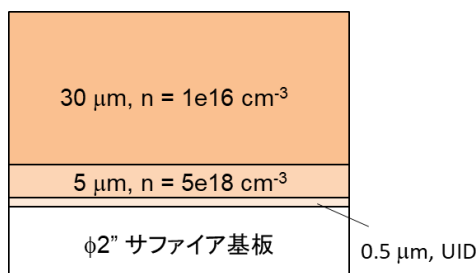 30 μm, n = 1e16 cm-3
5 μm, n = 5e18 cm-3
φ2” サファイア基板
0.5 μm, UID